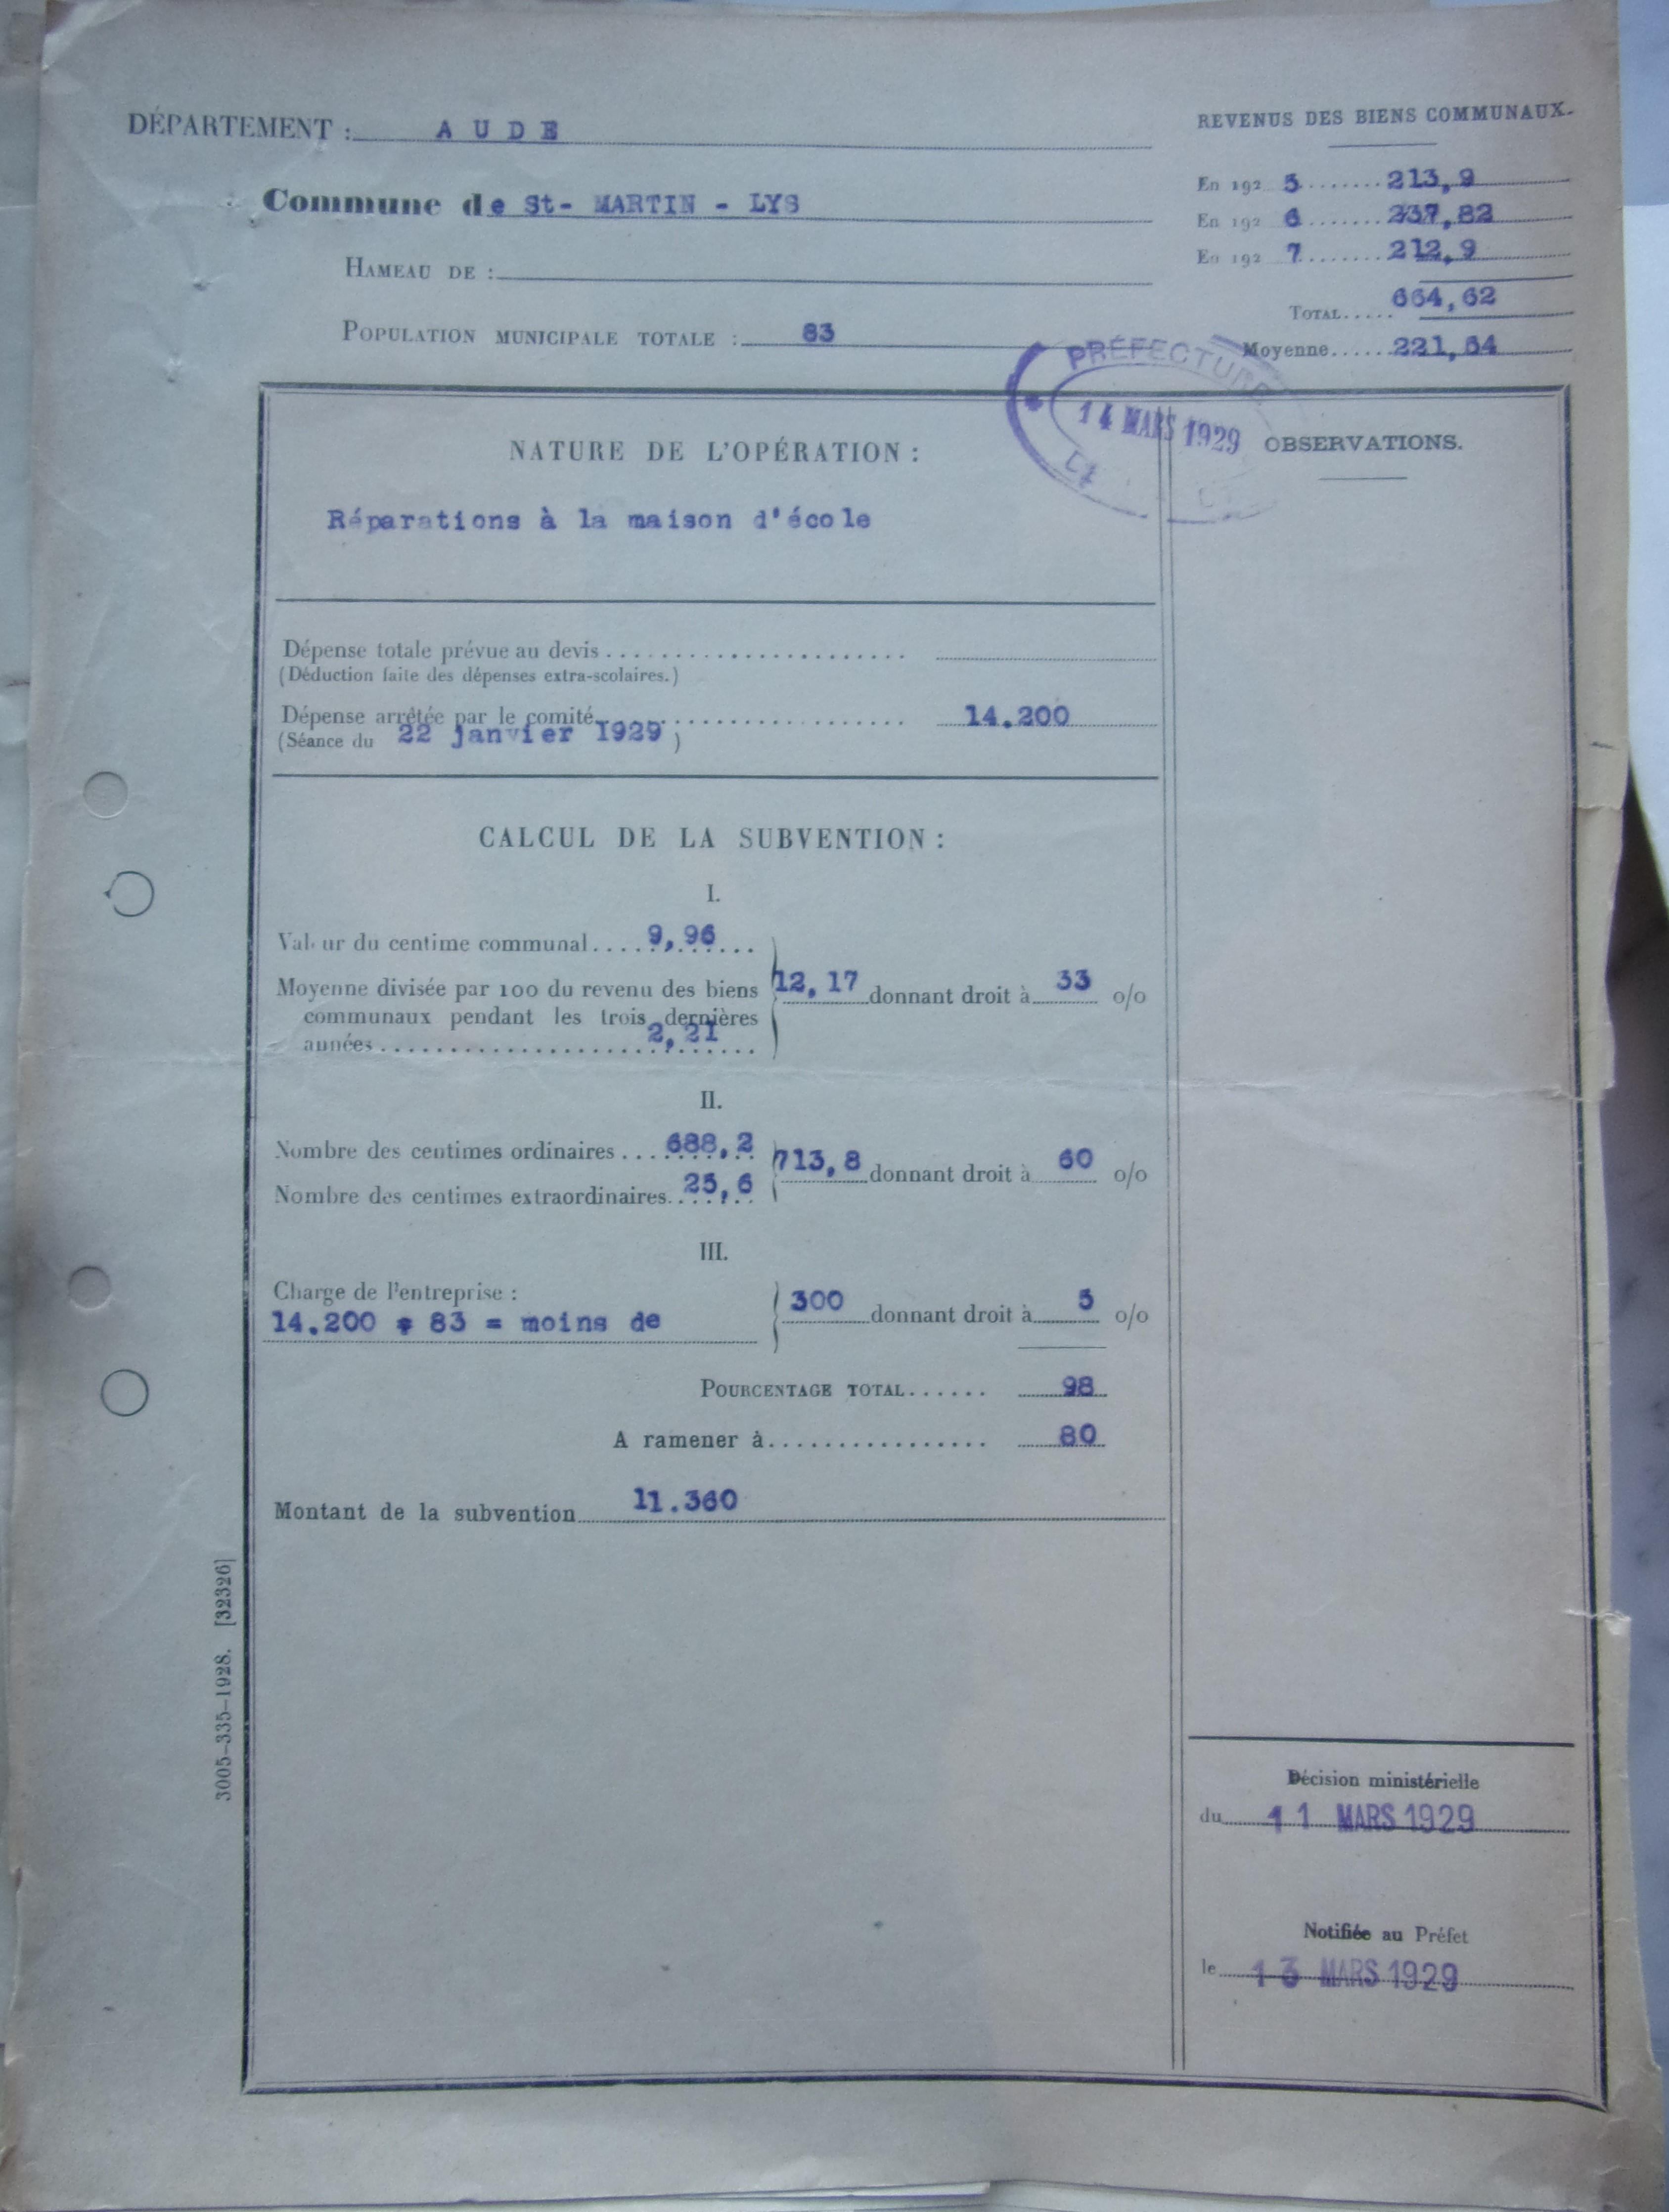 DÉPARTEMENT : AUDE
Commune de St- MARTIN - LYS
HAMEAU DE :
POPULATION MUNICIPALE TOTALE : 83
REVENUS DES BIENS COMMUNAUX.
En 192 5........213,9
En 192 6........237,82
En 192 7........212,9
TOTAL.....664,62
Moyenne......221,54
PRÉFECTURE
14 MARS 1929
NATURE DE L'OPÉRATION :
Réparations à la maison d'école
OBSERVATIONS.
Dépense totale prévue au devis ......................
(Déduction faite des dépenses extra-scolaires.)
Dépense arrêtée par le comité.................... 14.200
(Séance du 22 janvier 1929 )
CALCUL DE LA SUBVENTION :
I.
Valeur du centime communal.... 9,96
Moyenne divisée par 100 du revenu des biens 12,17 donnant droit à 33 o/o
communaux pendant les trois dernières
années........................ 2,21
II.
Nombre des centimes ordinaires .... 688,2
713,8 donnant droit à 60 o/o
Nombre des centimes extraordinaires.. 25,6
III.
Charge de l'entreprise :
14.200 : 83 = moins de 300 donnant droit à 5 o/o
POURCENTAGE TOTAL...... 98
A ramener à................ 80
Montant de la subvention 11.360
3005-335-1928. [32326]
Décision ministérielle
du 11 MARS 1929
Notifiée au Préfet
le 13 MARS 1929